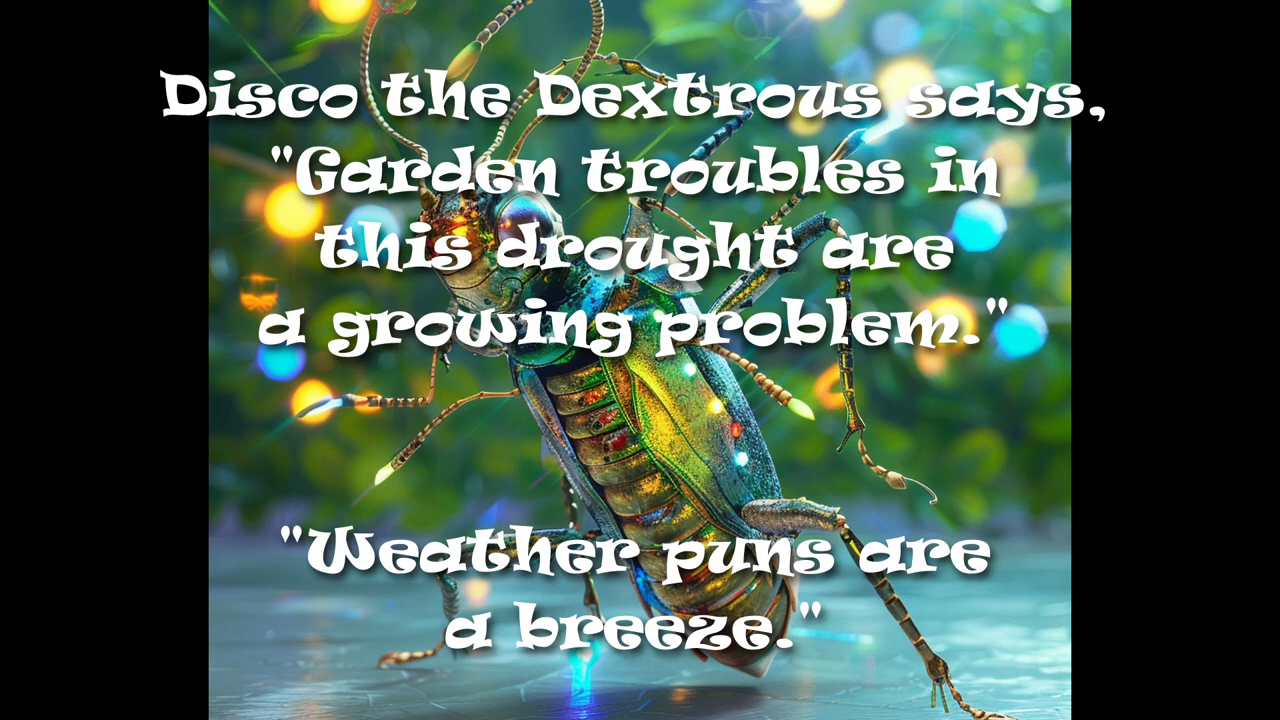 Disco the Dextrous says,
"Garden troubles in
this drought are
a growing problem."
"Weather puns are
a breeze."